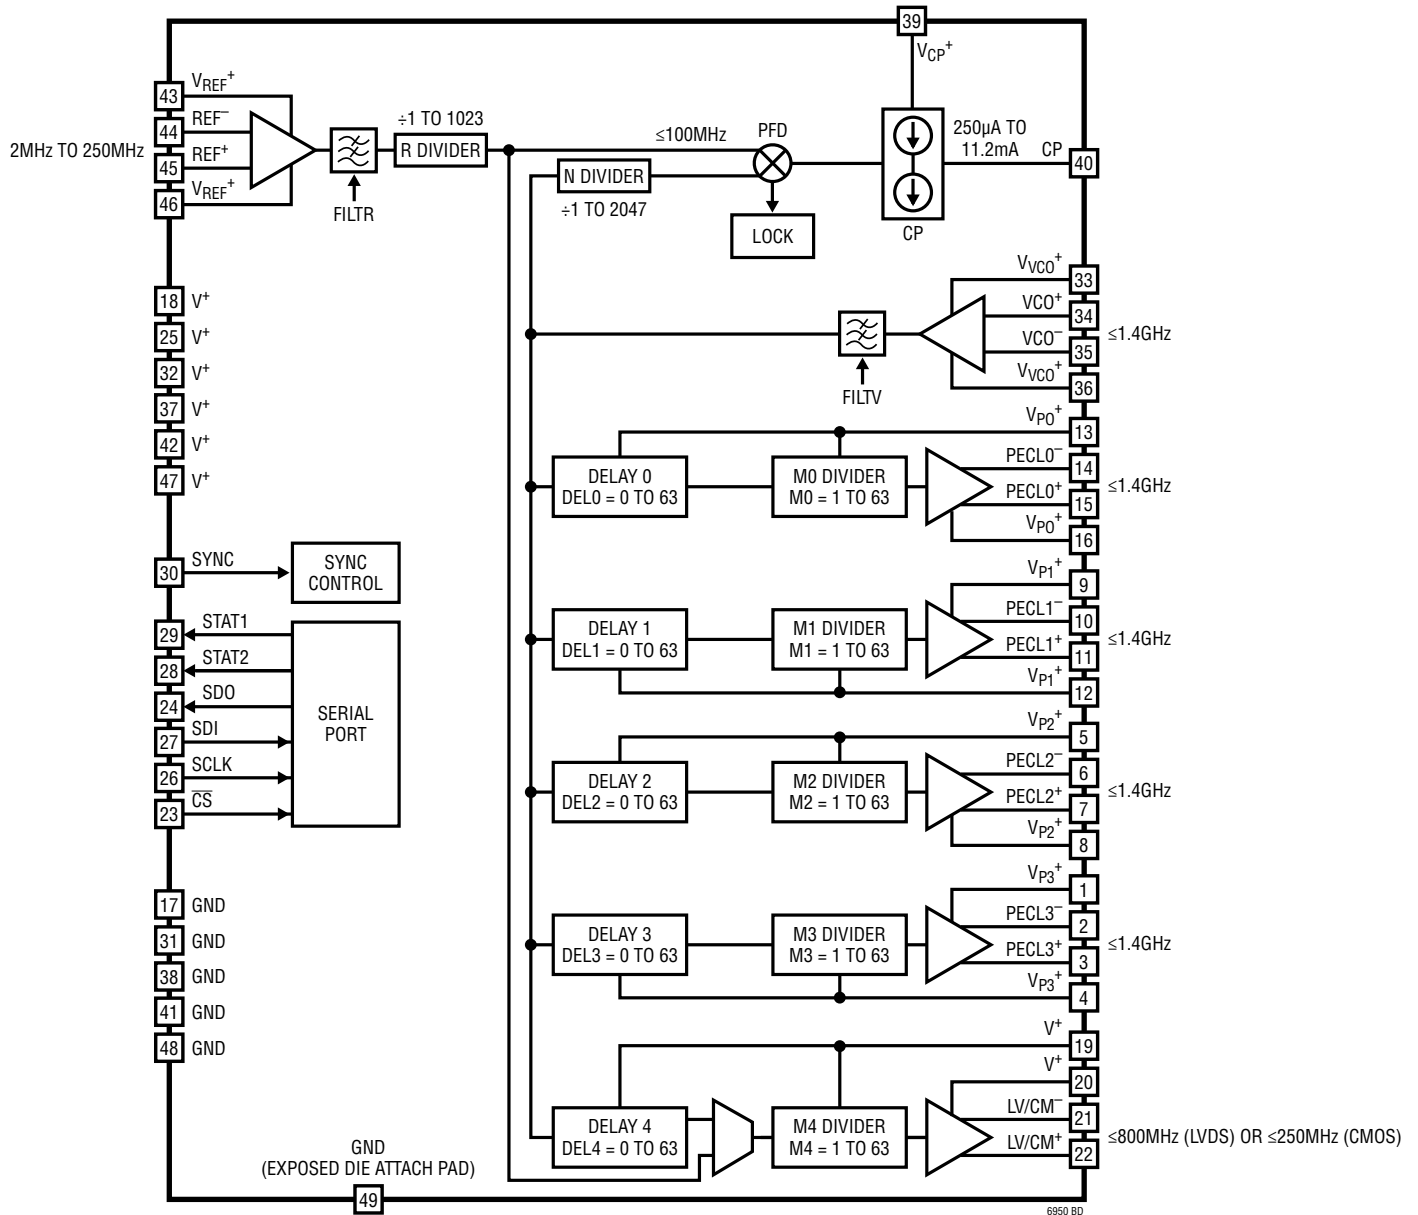 39
VCP+
43
VREF+
44
REF–
2MHz TO 250MHz
45
REF+
46
VREF+
FILTR
÷1 TO 1023
R DIVIDER
≤100MHz
PFD
N DIVIDER
÷1 TO 2047
LOCK
CP
250µA TO
11.2mA
CP
40
18
V+
25
V+
32
V+
37
V+
42
V+
47
V+
VVCO+
33
VCO+
34
≤1.4GHz
VCO–
35
VVCO+
36
FILTV
VP0+
13
DELAY 0
DEL0 = 0 TO 63
M0 DIVIDER
M0 = 1 TO 63
PECL0–
14
≤1.4GHz
PECL0+
15
VP0+
16
30
SYNC
SYNC
CONTROL
29
STAT1
28
STAT2
24
SDO
27
SDI
26
SCLK
23
CS
SERIAL
PORT
VP1+
9
DELAY 1
DEL1 = 0 TO 63
M1 DIVIDER
M1 = 1 TO 63
PECL1–
10
≤1.4GHz
PECL1+
11
VP1+
12
VP2+
5
DELAY 2
DEL2 = 0 TO 63
M2 DIVIDER
M2 = 1 TO 63
PECL2–
6
≤1.4GHz
PECL2+
7
VP2+
8
17
GND
31
GND
38
GND
41
GND
48
GND
VP3+
1
DELAY 3
DEL3 = 0 TO 63
M3 DIVIDER
M3 = 1 TO 63
PECL3–
2
≤1.4GHz
PECL3+
3
VP3+
4
V+
19
V+
20
DELAY 4
DEL4 = 0 TO 63
M4 DIVIDER
M4 = 1 TO 63
LV/CM–
21
≤800MHz (LVDS) OR ≤250MHz (CMOS)
LV/CM+
22
GND
(EXPOSED DIE ATTACH PAD)
49
6950 BD